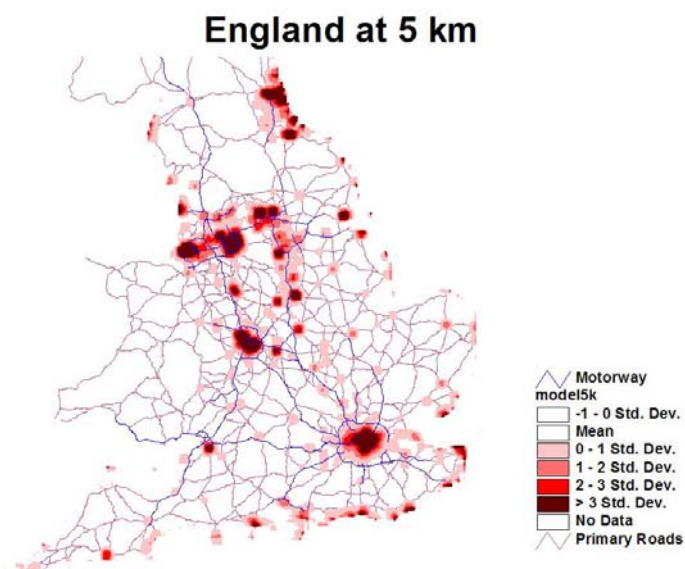 England at 5 km
Motorway
model5k
-1 - 0 Std. Dev.
Mean
0 - 1 Std. Dev.
1 - 2 Std. Dev.
2 - 3 Std. Dev.
> 3 Std. Dev.
No Data
Primary Roads